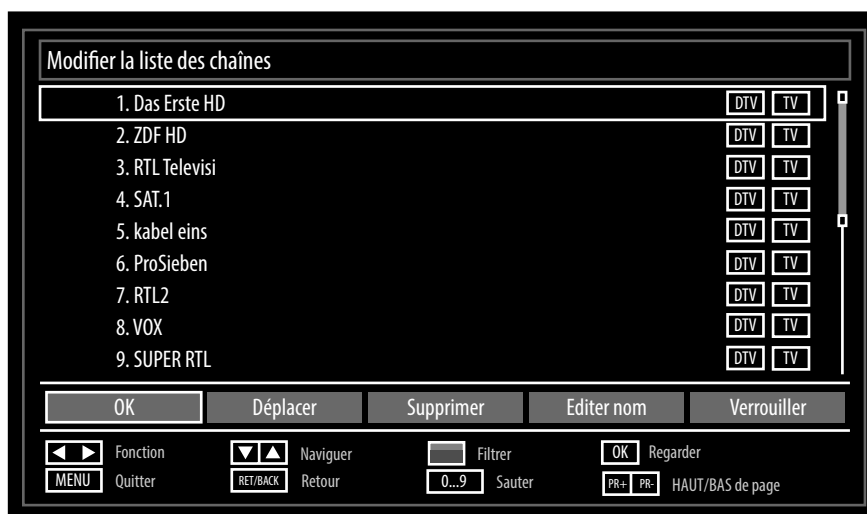 Modifier la liste des chaînes
1. Das Erste HD DTV TV
2. ZDF HD DTV TV
3. RTL Televisi DTV TV
4. SAT.1 DTV TV
5. kabel eins DTV TV
6. ProSieben DTV TV
7. RTL2 DTV TV
8. VOX DTV TV
9. SUPER RTL DTV TV
OK Déplacer Supprimer Editer nom Verrouiller
Fonction Naviguer Filtrer OK Regarder
MENU Quitter RET/BACK Retour 0...9 Sauter PR+ PR- HAUT/BAS de page